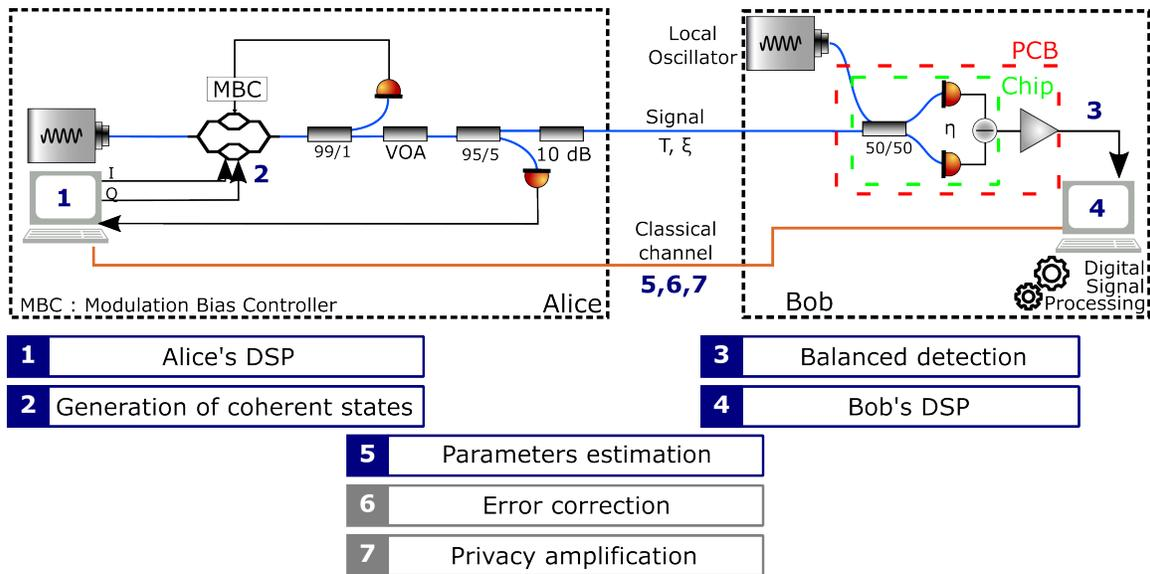 Local
Oscillator
PCB
Chip
MBC
Signal
T, ξ
η
3
99/1
VOA
95/5
10 dB
50/50
I
Q
2
1
4
Classical
channel
5,6,7
Digital
Signal
Processing
MBC : Modulation Bias Controller
Alice
Bob
1 Alice's DSP
3 Balanced detection
2 Generation of coherent states
4 Bob's DSP
5 Parameters estimation
6 Error correction
7 Privacy amplification